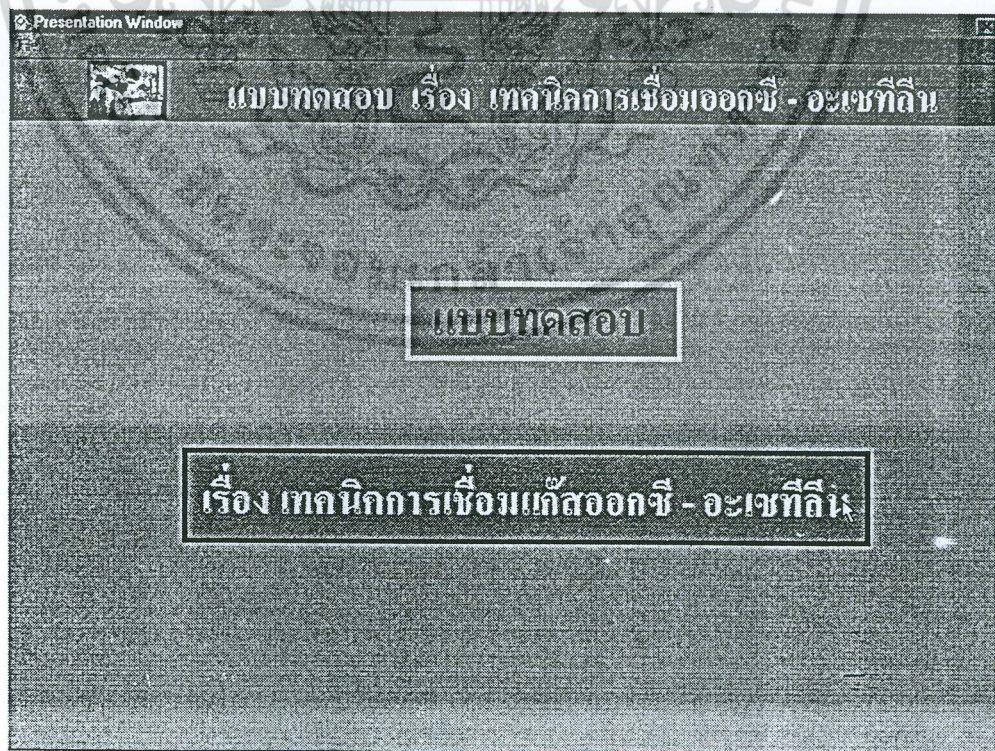 Presentation Window
แบบทดสอบ เรื่อง เทคนิคการเชื่อมออกซี - อะเซทีลีน
แบบทดสอบ
เรื่อง เทคนิคการเชื่อมแก๊สออกซี - อะเซทีลีน